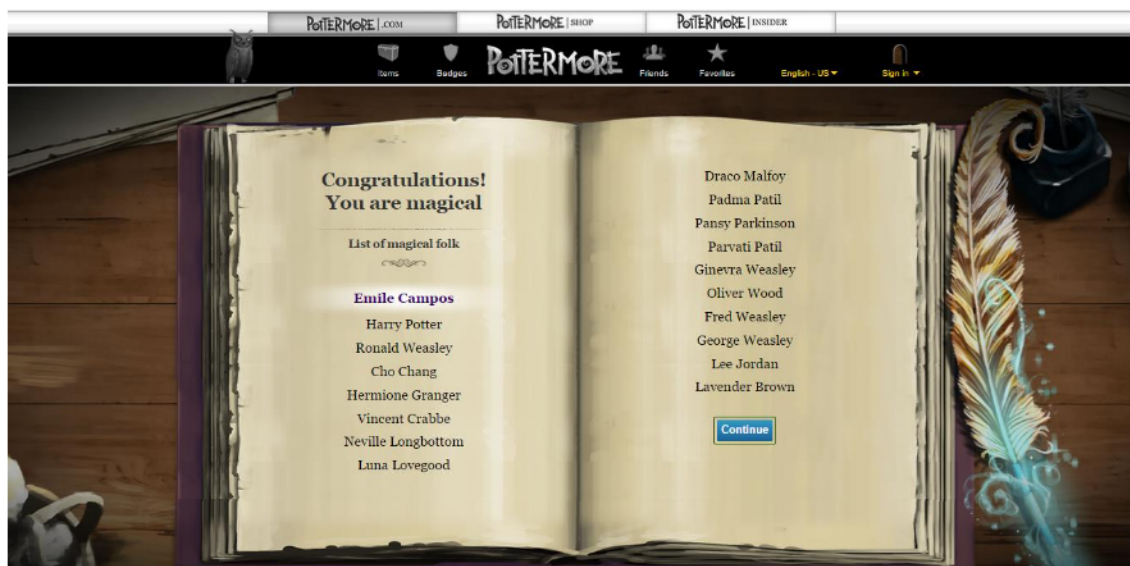 POTTERMORE|.COM
POTTERMORE|SHOP
POTTERMORE|INSIDER
Items
Badges
POTTERMORE
Friends
Favorites
English - US
Sign in
Congratulations!
You are magical
List of magical folk
Emile Campos
Harry Potter
Ronald Weasley
Cho Chang
Hermione Granger
Vincent Crabbe
Neville Longbottom
Luna Lovegood
Draco Malfoy
Padma Patil
Pansy Parkinson
Parvati Patil
Ginevra Weasley
Oliver Wood
Fred Weasley
George Weasley
Lee Jordan
Lavender Brown
Continue